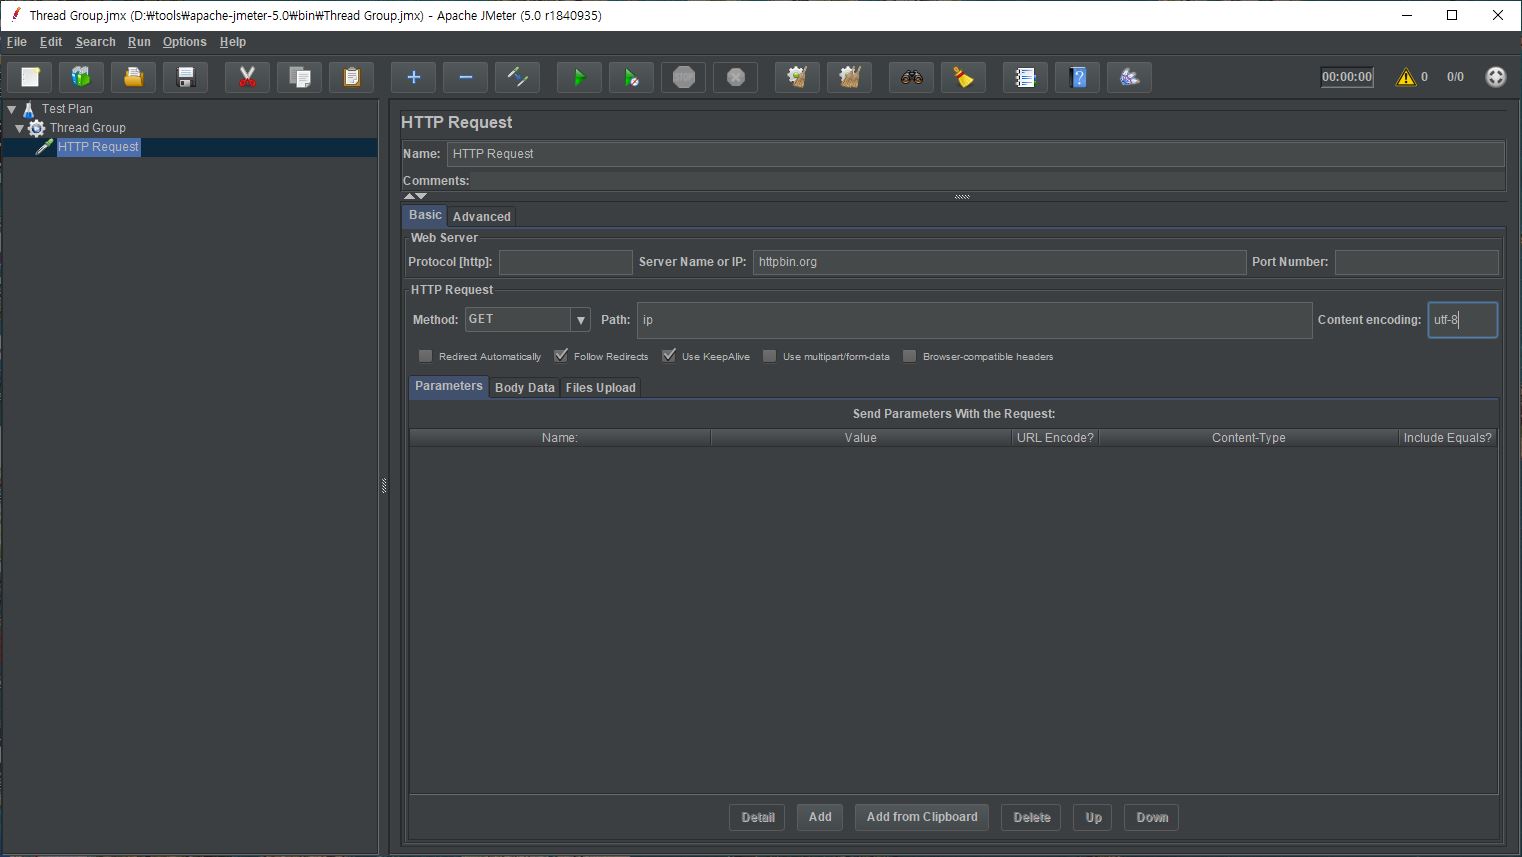 Thread Group.jmx (D:₩tools₩apache-jmeter-5.0₩bin₩Thread Group.jmx) - Apache JMeter (5.0 r1840935)
File Edit Search Run Options Help
STOP 00:00:00 0 0/0
Test Plan
Thread Group
HTTP Request
HTTP Request
Name: HTTP Request
Comments:
Basic Advanced
Web Server
Protocol [http]: Server Name or IP: httpbin.org Port Number:
HTTP Request
Method: GET Path: ip Content encoding: utf-8
Redirect Automatically Follow Redirects Use KeepAlive Use multipart/form-data Browser-compatible headers
Parameters Body Data Files Upload
Send Parameters With the Request:
Name: Value URL Encode? Content-Type Include Equals?
Detail Add Add from Clipboard Delete Up Down